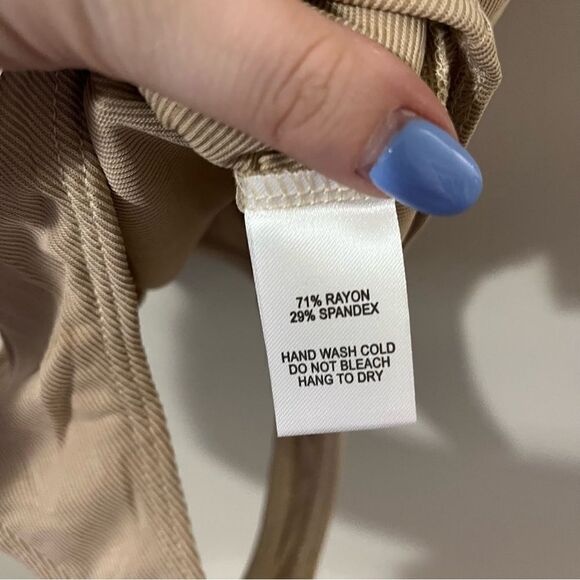 71% RAYON
29% SPANDEX
HAND WASH COLD
DO NOT BLEACH
HANG TO DRY